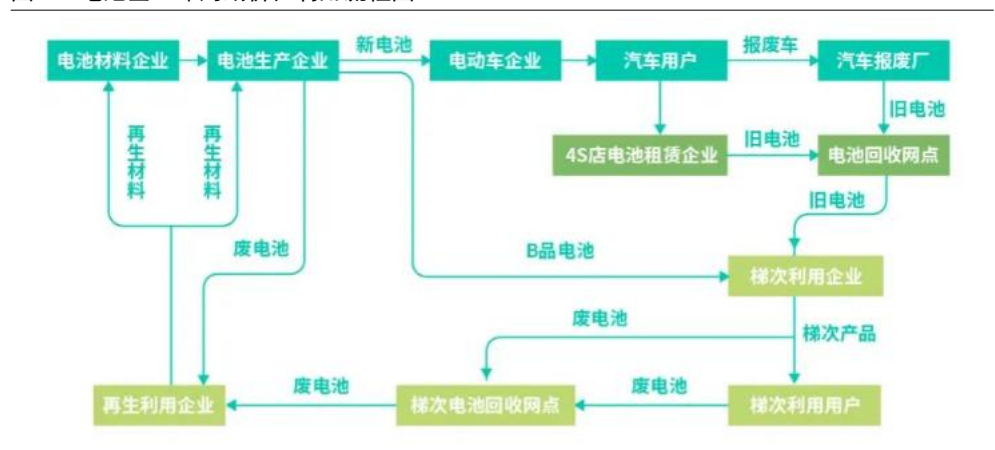 电池材料企业
电池生产企业
新电池
电动车企业
汽车用户
报废车
汽车报废厂
再生材料
再生材料
旧电池
4S店电池租赁企业
旧电池
电池回收网点
旧电池
废电池
B品电池
梯次利用企业
废电池
梯次产品
再生利用企业
废电池
梯次电池回收网点
废电池
梯次利用用户